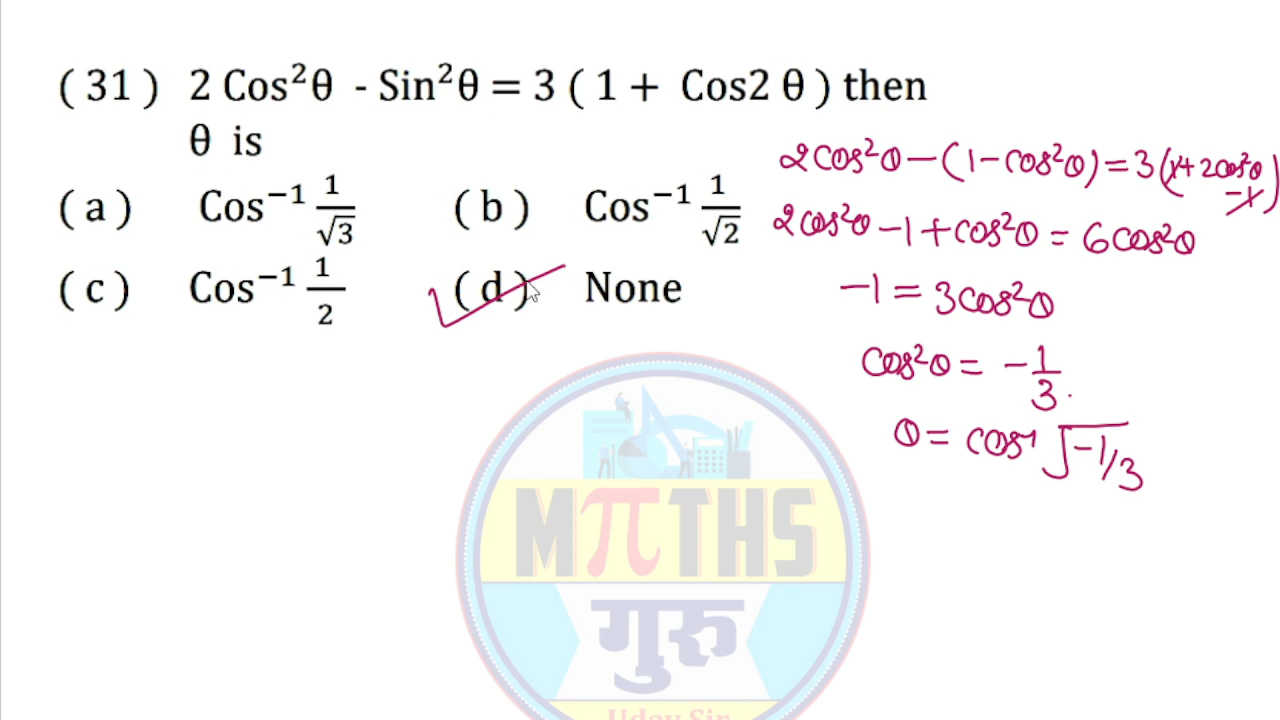 ( 31 ) 2 Cos²θ - Sin²θ = 3 ( 1 + Cos2 θ ) then
θ is
( a ) Cos⁻¹ 1/√3 ( b ) Cos⁻¹ 1/√2
( c ) Cos⁻¹ 1/2 ( d ) None
2cos²θ - (1 - cos²θ) = 3(1 + 2cos²θ - 1)
2cos²θ - 1 + cos²θ = 6cos²θ
-1 = 3cos²θ
cos²θ = -1/3.
θ = cos⁻¹ √-1/3
MπTHS
गुरु
Uday Sir